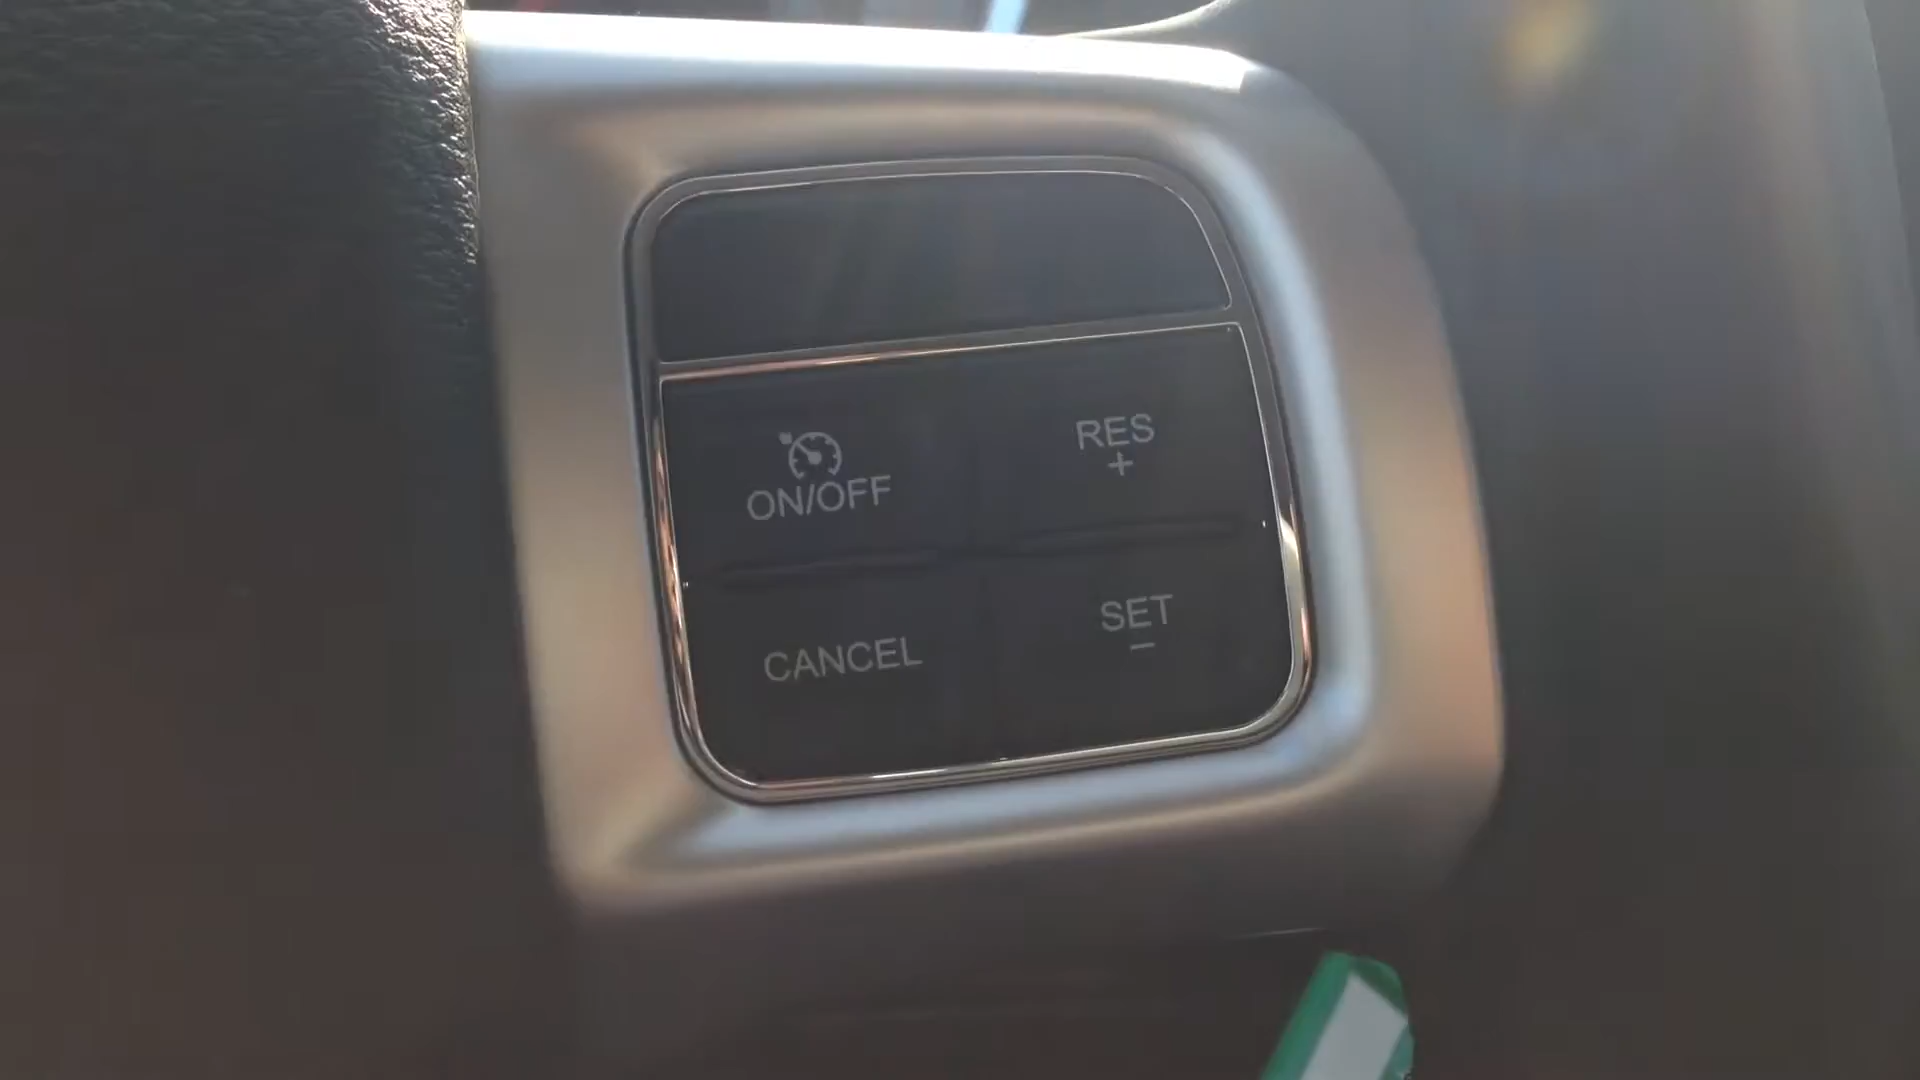 ON/OFF
RES
+
CANCEL
SET
–